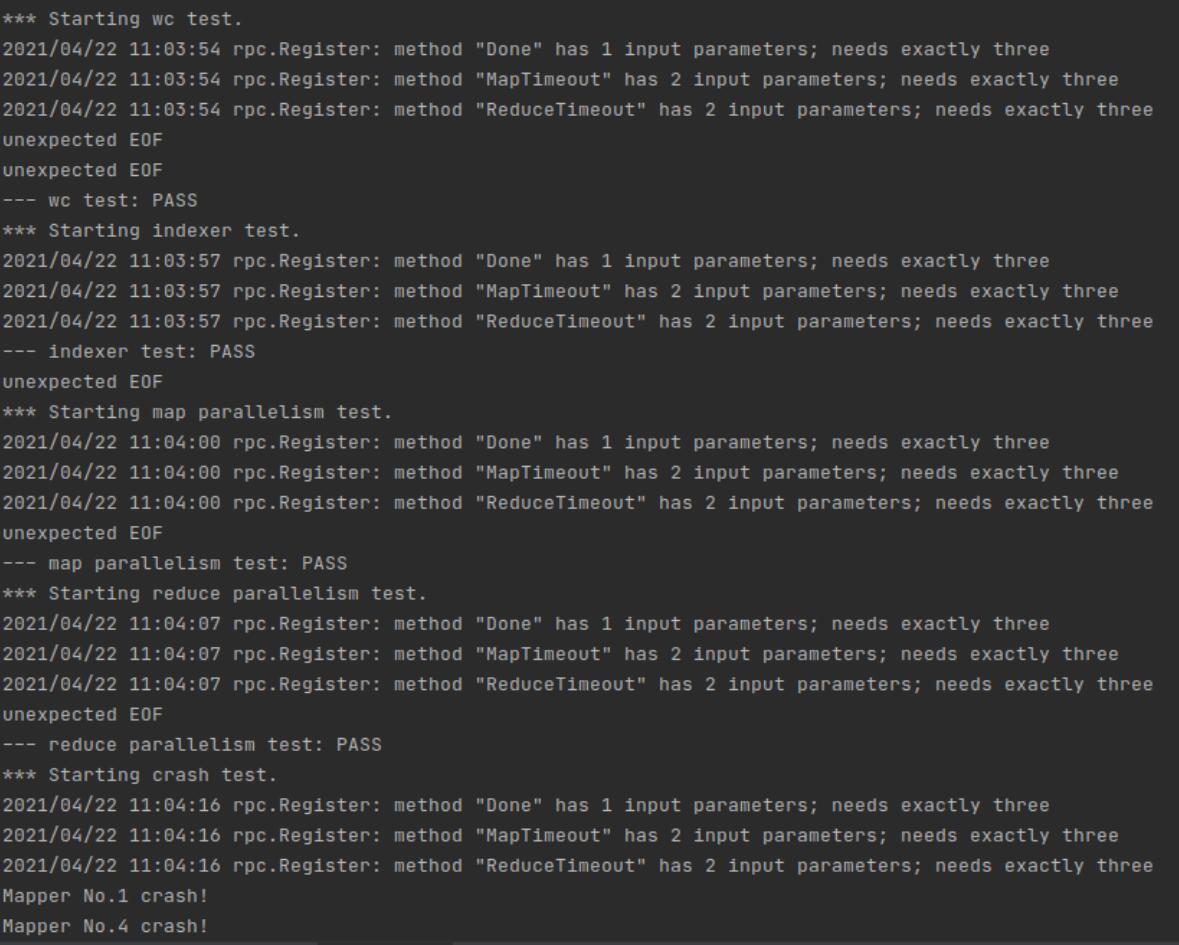 *** Starting wc test.
2021/04/22 11:03:54 rpc.Register: method "Done" has 1 input parameters; needs exactly three
2021/04/22 11:03:54 rpc.Register: method "MapTimeout" has 2 input parameters; needs exactly three
2021/04/22 11:03:54 rpc.Register: method "ReduceTimeout" has 2 input parameters; needs exactly three
unexpected EOF
unexpected EOF
--- wc test: PASS
*** Starting indexer test.
2021/04/22 11:03:57 rpc.Register: method "Done" has 1 input parameters; needs exactly three
2021/04/22 11:03:57 rpc.Register: method "MapTimeout" has 2 input parameters; needs exactly three
2021/04/22 11:03:57 rpc.Register: method "ReduceTimeout" has 2 input parameters; needs exactly three
--- indexer test: PASS
unexpected EOF
*** Starting map parallelism test.
2021/04/22 11:04:00 rpc.Register: method "Done" has 1 input parameters; needs exactly three
2021/04/22 11:04:00 rpc.Register: method "MapTimeout" has 2 input parameters; needs exactly three
2021/04/22 11:04:00 rpc.Register: method "ReduceTimeout" has 2 input parameters; needs exactly three
unexpected EOF
--- map parallelism test: PASS
*** Starting reduce parallelism test.
2021/04/22 11:04:07 rpc.Register: method "Done" has 1 input parameters; needs exactly three
2021/04/22 11:04:07 rpc.Register: method "MapTimeout" has 2 input parameters; needs exactly three
2021/04/22 11:04:07 rpc.Register: method "ReduceTimeout" has 2 input parameters; needs exactly three
unexpected EOF
--- reduce parallelism test: PASS
*** Starting crash test.
2021/04/22 11:04:16 rpc.Register: method "Done" has 1 input parameters; needs exactly three
2021/04/22 11:04:16 rpc.Register: method "MapTimeout" has 2 input parameters; needs exactly three
2021/04/22 11:04:16 rpc.Register: method "ReduceTimeout" has 2 input parameters; needs exactly three
Mapper No.1 crash!
Mapper No.4 crash!